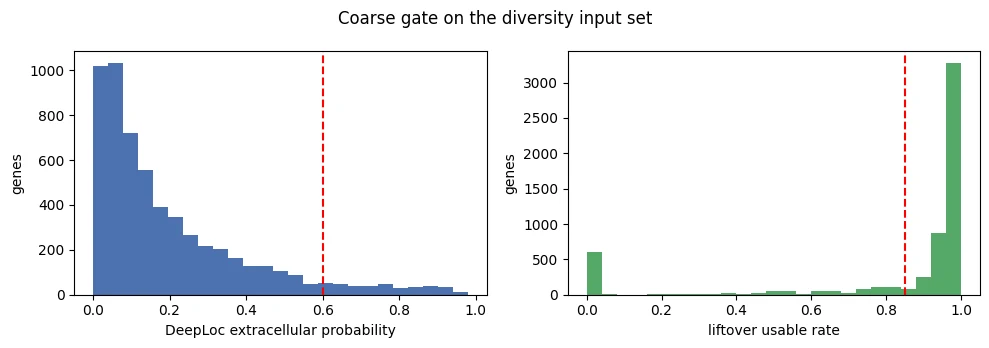 Coarse gate on the diversity input set
genes
1000
800
600
400
200
0
0.0 0.2 0.4 0.6 0.8 1.0
DeepLoc extracellular probability
genes
3000
2500
2000
1500
1000
500
0
0.0 0.2 0.4 0.6 0.8 1.0
liftover usable rate